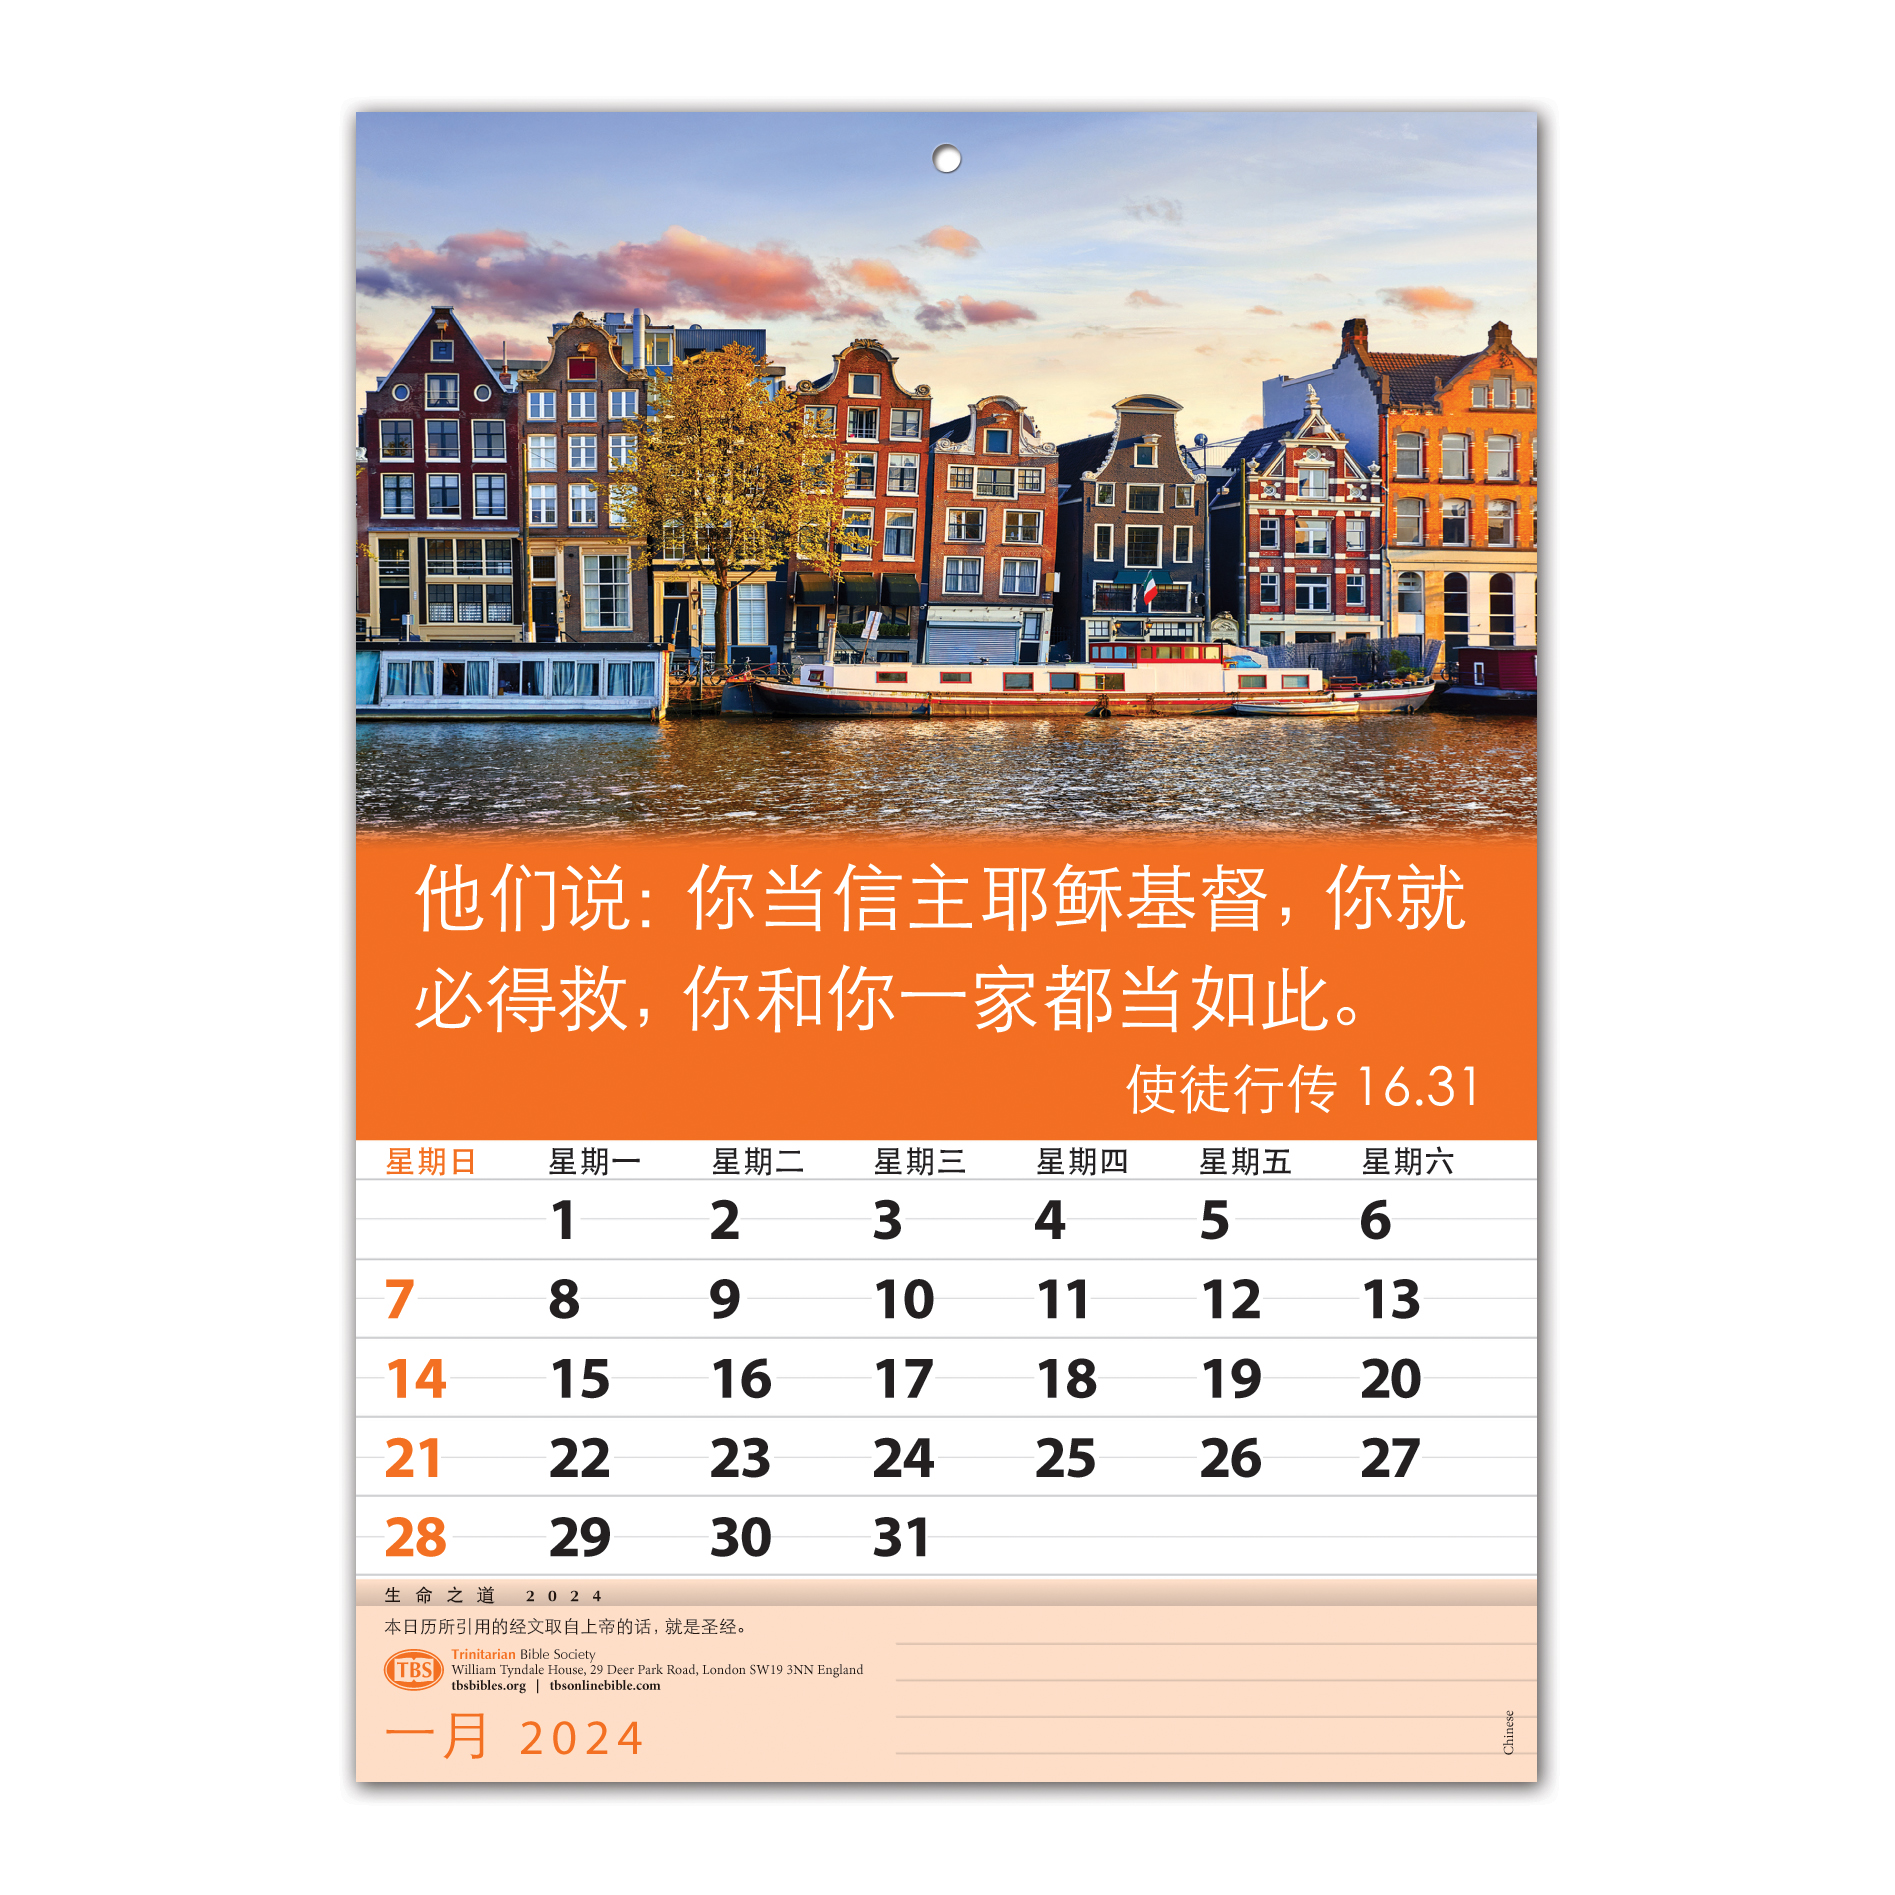 他们说：你当信主耶稣基督，你就
必得救，你和你一家都当如此。
使徒行传 16.31
星期日 星期一 星期二 星期三 星期四 星期五 星期六
1 2 3 4 5 6
7 8 9 10 11 12 13
14 15 16 17 18 19 20
21 22 23 24 25 26 27
28 29 30 31
生命之道 2024
本日历所引用的经文取自上帝的话，就是圣经。
TBS
Trinitarian Bible Society
William Tyndale House, 29 Deer Park Road, London SW19 3NN England
tbsbibles.org | tbsonlinebible.com
一月 2024
Chinese